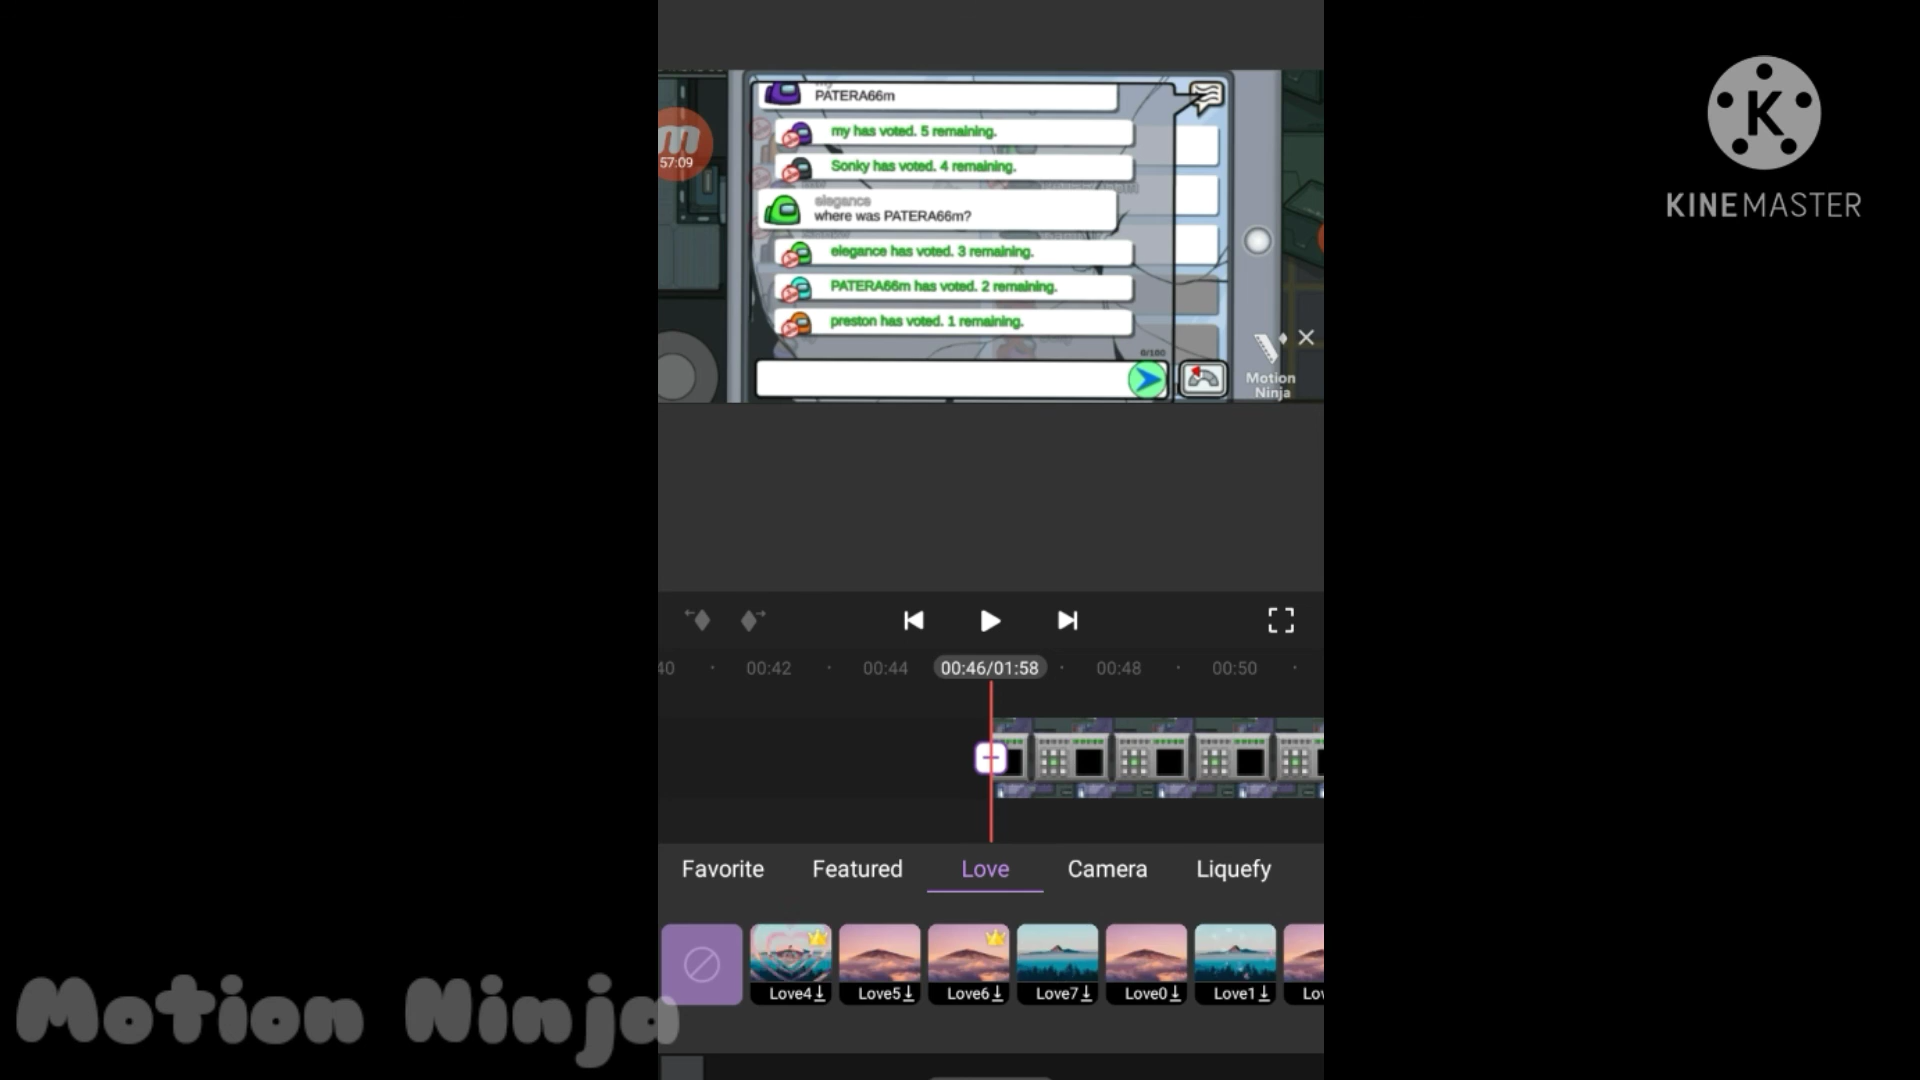 PATERA66m
my has voted. 5 remaining.
57:09
Sonky has voted. 4 remaining.
elegance
where was PATERA66m?
elegance has voted. 3 remaining.
PATERA66m has voted. 2 remaining.
preston has voted. 1 remaining.
0/100
Motion
Ninja
K
KINEMASTER
40
00:42
00:44
00:46/01:58
00:48
00:50
Favorite
Featured
Love
Camera
Liquefy
Love4
Love5
Love6
Love7
Love0
Love1
Lov
Motion Ninja